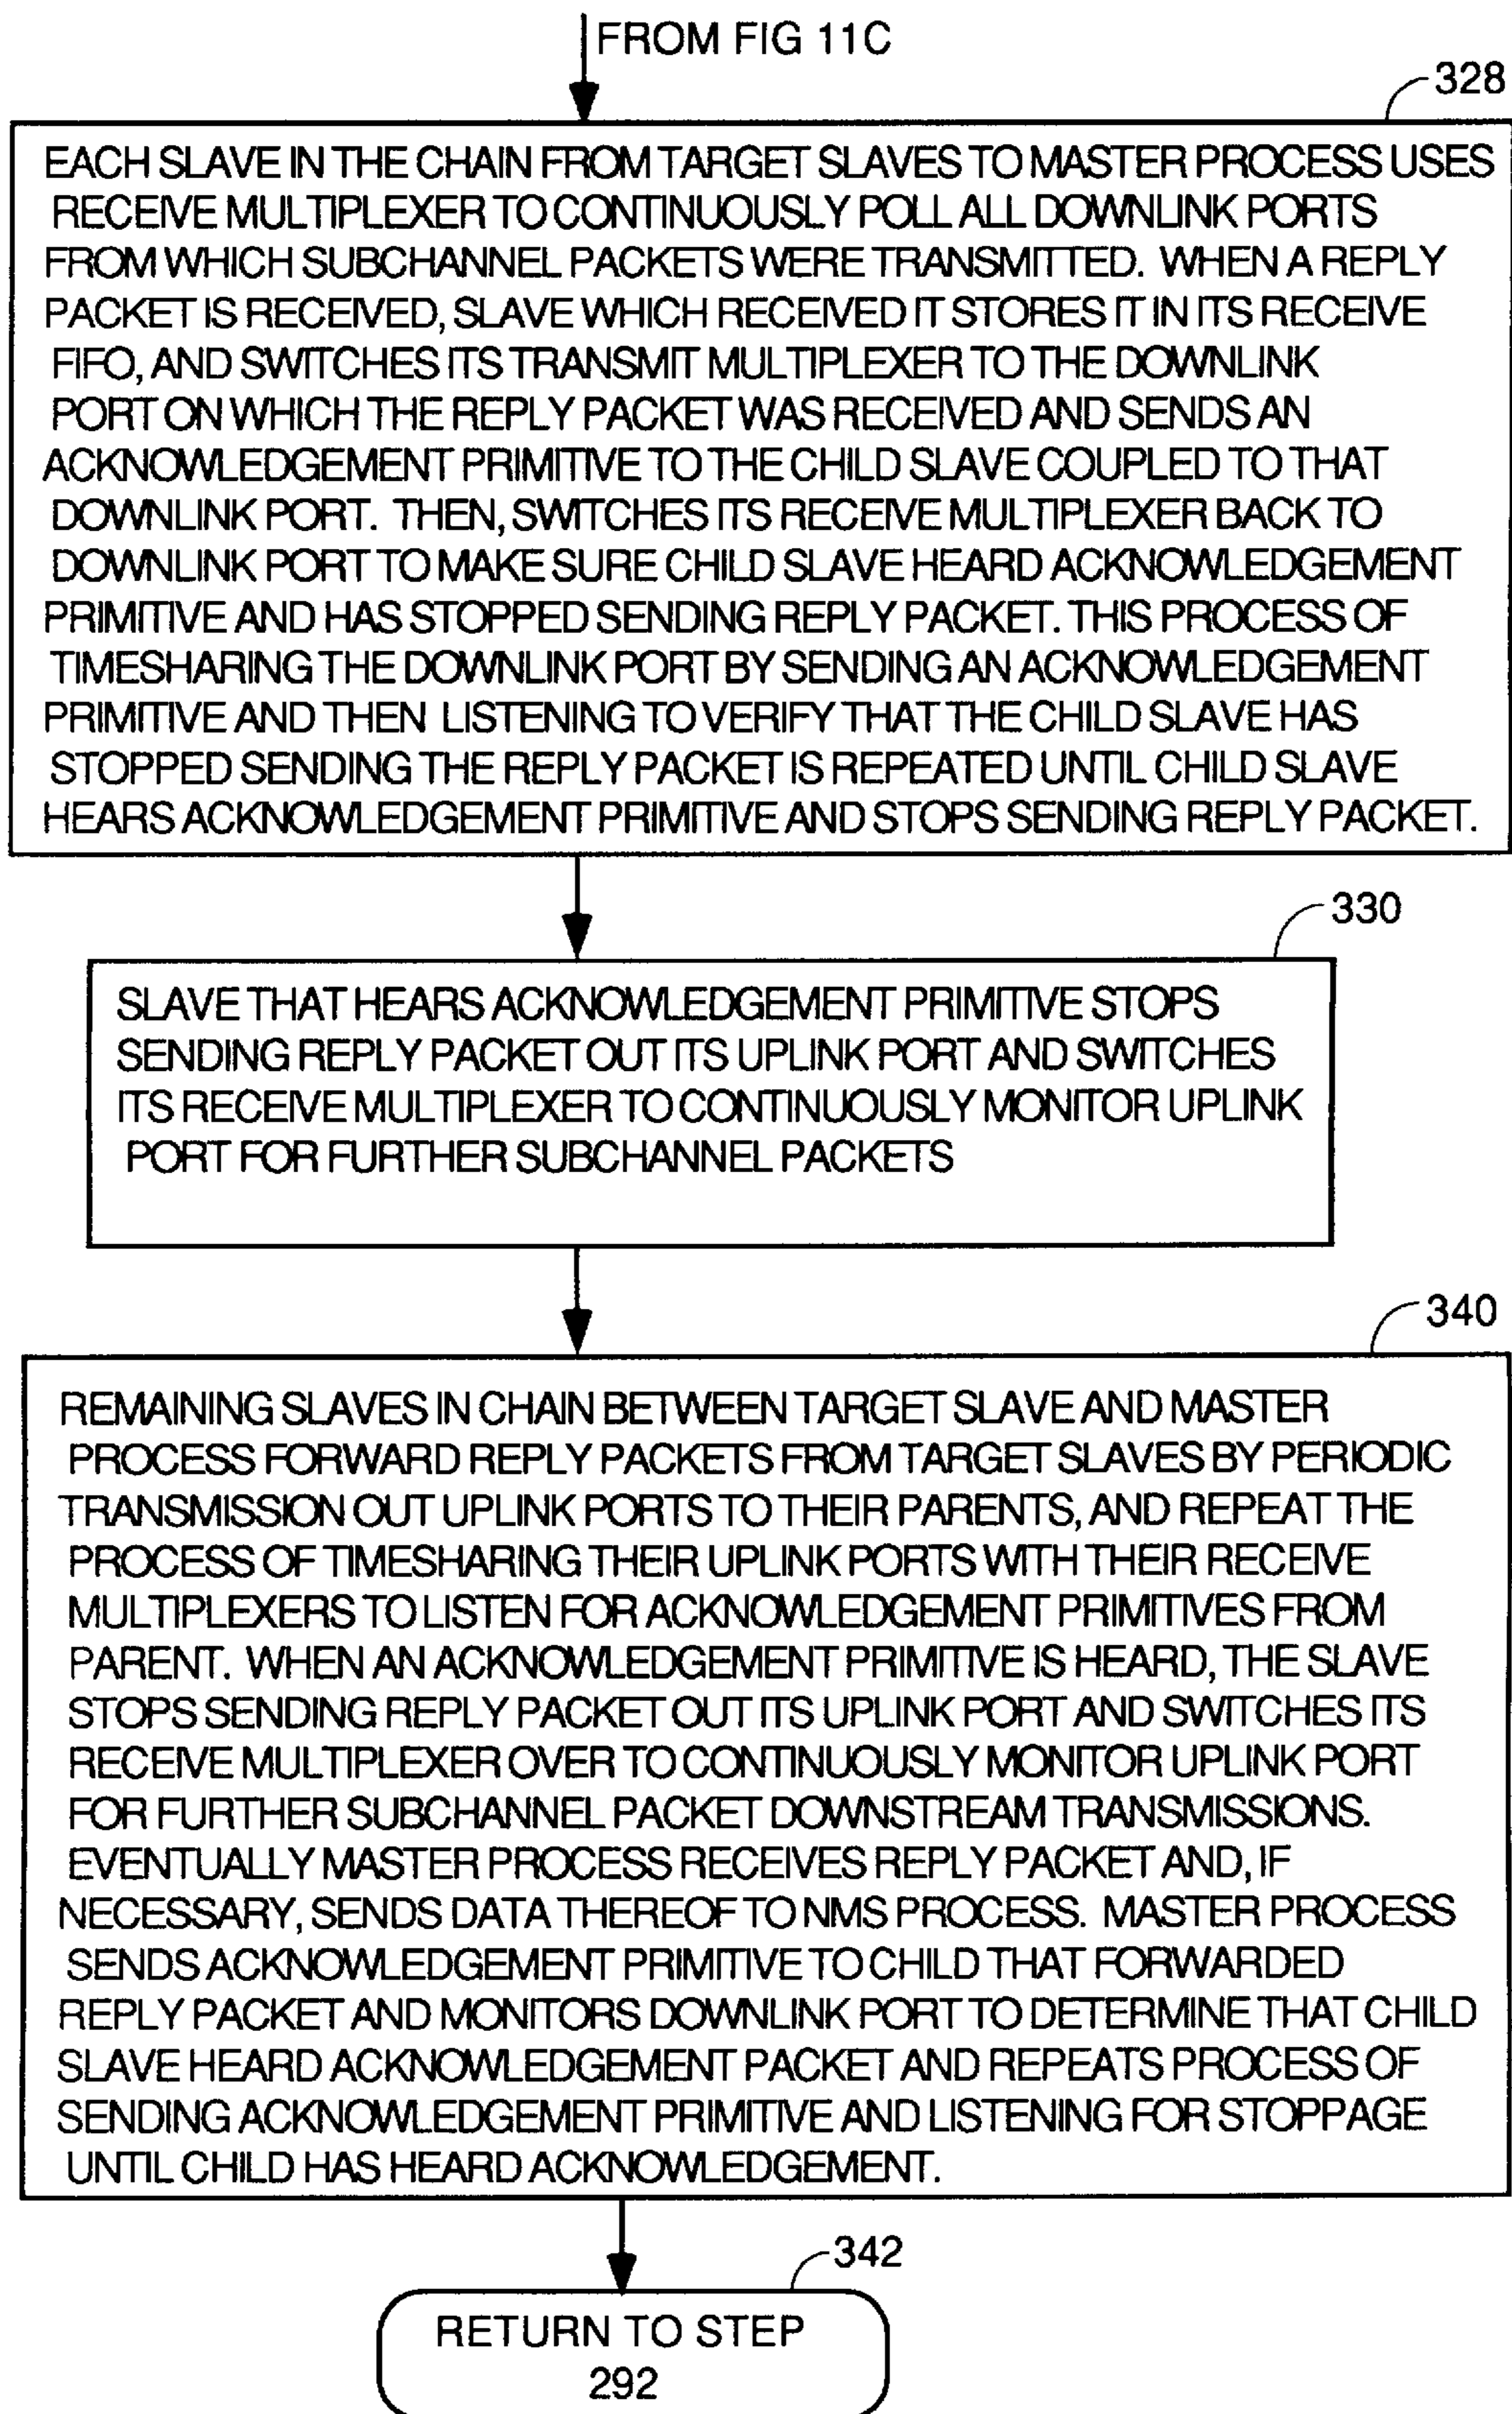 FROM FIG 11C
328
EACH SLAVE IN THE CHAIN FROM TARGET SLAVES TO MASTER PROCESS USES
RECEIVE MULTIPLEXER TO CONTINUOUSLY POLL ALL DOWNLINK PORTS
FROM WHICH SUBCHANNEL PACKETS WERE TRANSMITTED. WHEN A REPLY
PACKET IS RECEIVED, SLAVE WHICH RECEIVED IT STORES IT IN ITS RECEIVE
FIFO, AND SWITCHES ITS TRANSMIT MULTIPLEXER TO THE DOWNLINK
PORT ON WHICH THE REPLY PACKET WAS RECEIVED AND SENDS AN
ACKNOWLEDGEMENT PRIMITIVE TO THE CHILD SLAVE COUPLED TO THAT
DOWNLINK PORT. THEN, SWITCHES ITS RECEIVE MULTIPLEXER BACK TO
DOWNLINK PORT TO MAKE SURE CHILD SLAVE HEARD ACKNOWLEDGEMENT
PRIMITIVE AND HAS STOPPED SENDING REPLY PACKET. THIS PROCESS OF
TIMESHARING THE DOWNLINK PORT BY SENDING AN ACKNOWLEDGEMENT
PRIMITIVE AND THEN LISTENING TO VERIFY THAT THE CHILD SLAVE HAS
STOPPED SENDING THE REPLY PACKET IS REPEATED UNTIL CHILD SLAVE
HEARS ACKNOWLEDGEMENT PRIMITIVE AND STOPS SENDING REPLY PACKET.
330
SLAVE THAT HEARS ACKNOWLEDGEMENT PRIMITIVE STOPS
SENDING REPLY PACKET OUT ITS UPLINK PORT AND SWITCHES
ITS RECEIVE MULTIPLEXER TO CONTINUOUSLY MONITOR UPLINK
PORT FOR FURTHER SUBCHANNEL PACKETS
340
REMAINING SLAVES IN CHAIN BETWEEN TARGET SLAVE AND MASTER
PROCESS FORWARD REPLY PACKETS FROM TARGET SLAVES BY PERIODIC
TRANSMISSION OUT UPLINK PORTS TO THEIR PARENTS, AND REPEAT THE
PROCESS OF TIMESHARING THEIR UPLINK PORTS WITH THEIR RECEIVE
MULTIPLEXERS TO LISTEN FOR ACKNOWLEDGEMENT PRIMITIVES FROM
PARENT. WHEN AN ACKNOWLEDGEMENT PRIMITIVE IS HEARD, THE SLAVE
STOPS SENDING REPLY PACKET OUT ITS UPLINK PORT AND SWITCHES ITS
RECEIVE MULTIPLEXER OVER TO CONTINUOUSLY MONITOR UPLINK PORT
FOR FURTHER SUBCHANNEL PACKET DOWNSTREAM TRANSMISSIONS.
EVENTUALLY MASTER PROCESS RECEIVES REPLY PACKET AND, IF
NECESSARY, SENDS DATA THEREOF TO NMS PROCESS. MASTER PROCESS
SENDS ACKNOWLEDGEMENT PRIMITIVE TO CHILD THAT FORWARDED
REPLY PACKET AND MONITORS DOWNLINK PORT TO DETERMINE THAT CHILD
SLAVE HEARD ACKNOWLEDGEMENT PACKET AND REPEATS PROCESS OF
SENDING ACKNOWLEDGEMENT PRIMITIVE AND LISTENING FOR STOPPAGE
UNTIL CHILD HAS HEARD ACKNOWLEDGEMENT.
342
RETURN TO STEP
292